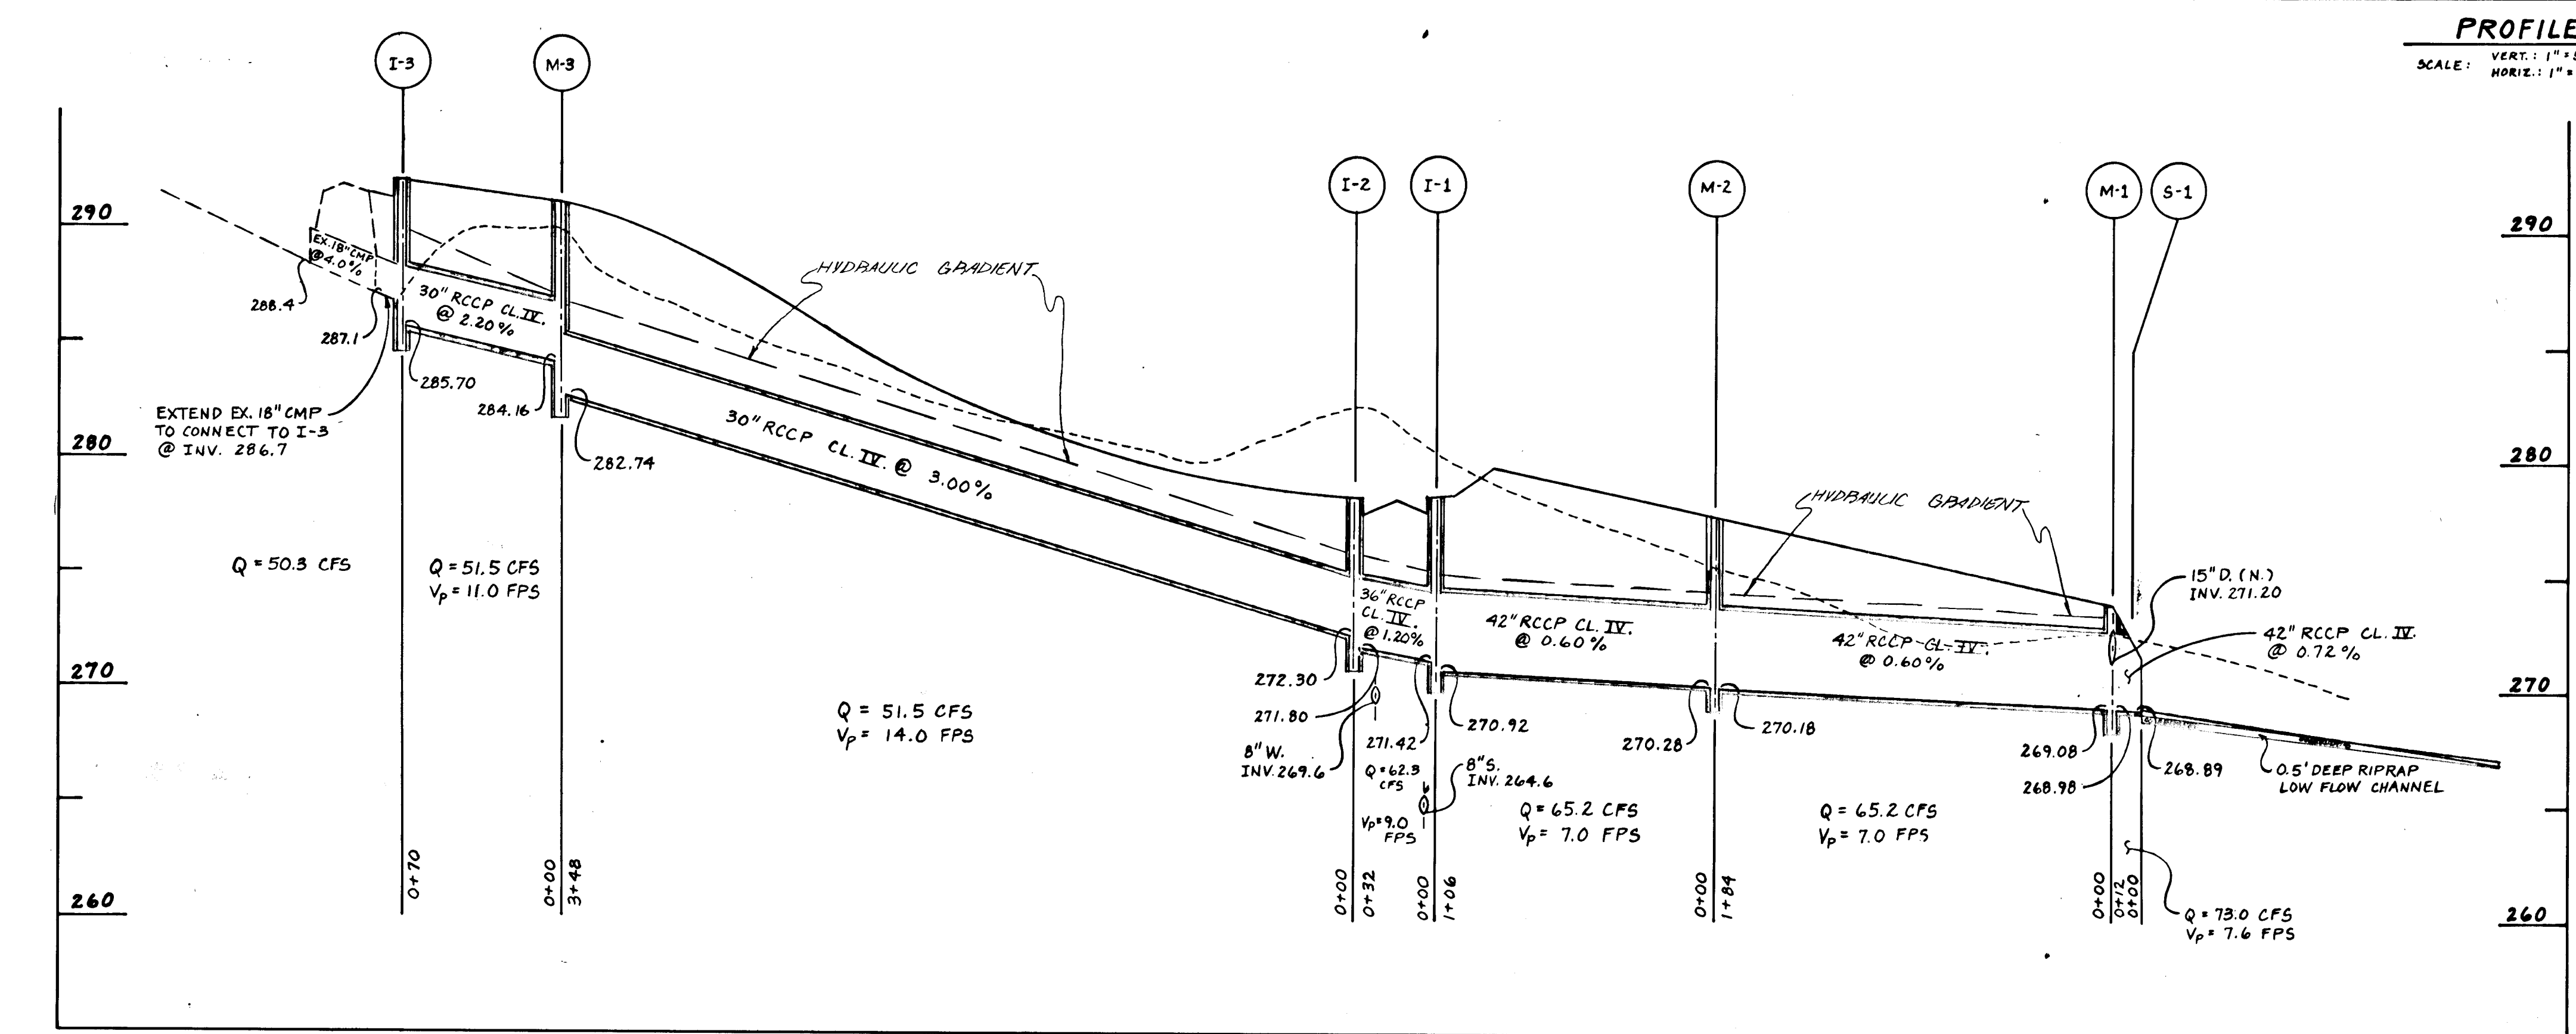 PROFILE
SCALE:
VERT.: 1"=
HORIZ.: 1"=
I-3
M-3
I-2
I-1
M-2
M-1
S-1
290
280
270
260
290
280
270
260
EX. 18" CMP
@ 4.0%
288.4
287.1
EXTEND EX. 18" CMP
TO CONNECT TO I-3
@ INV. 286.7
30" RCCP CL. IV.
@ 2.20%
285.70
284.16
282.74
HYDRAULIC GRADIENT
30" RCCP CL. IV. @ 3.00%
Q = 50.3 CFS
Q = 51.5 CFS
Vp = 11.0 FPS
Q = 51.5 CFS
Vp = 14.0 FPS
272.30
271.80
8" W.
INV. 269.6
36" RCCP
CL. IV.
@ 1.20%
271.42
Q = 62.3
CFS
Vp = 9.0
FPS
8" S.
INV. 264.6
270.92
42" RCCP CL. IV.
@ 0.60%
270.28
270.18
Q = 65.2 CFS
Vp = 7.0 FPS
HYDRAULIC GRADIENT
42" RCCP CL. IV.
@ 0.60%
Q = 65.2 CFS
Vp = 7.0 FPS
269.08
268.98
15" D. (N.)
INV. 271.20
42" RCCP CL. IV.
@ 0.72%
268.89
0.5' DEEP RIPRAP
LOW FLOW CHANNEL
Q = 73.0 CFS
Vp = 7.6 FPS
0+70
0+00
3+48
0+00
0+32
0+00
1+06
0+00
1+84
0+00
0+12
0+00